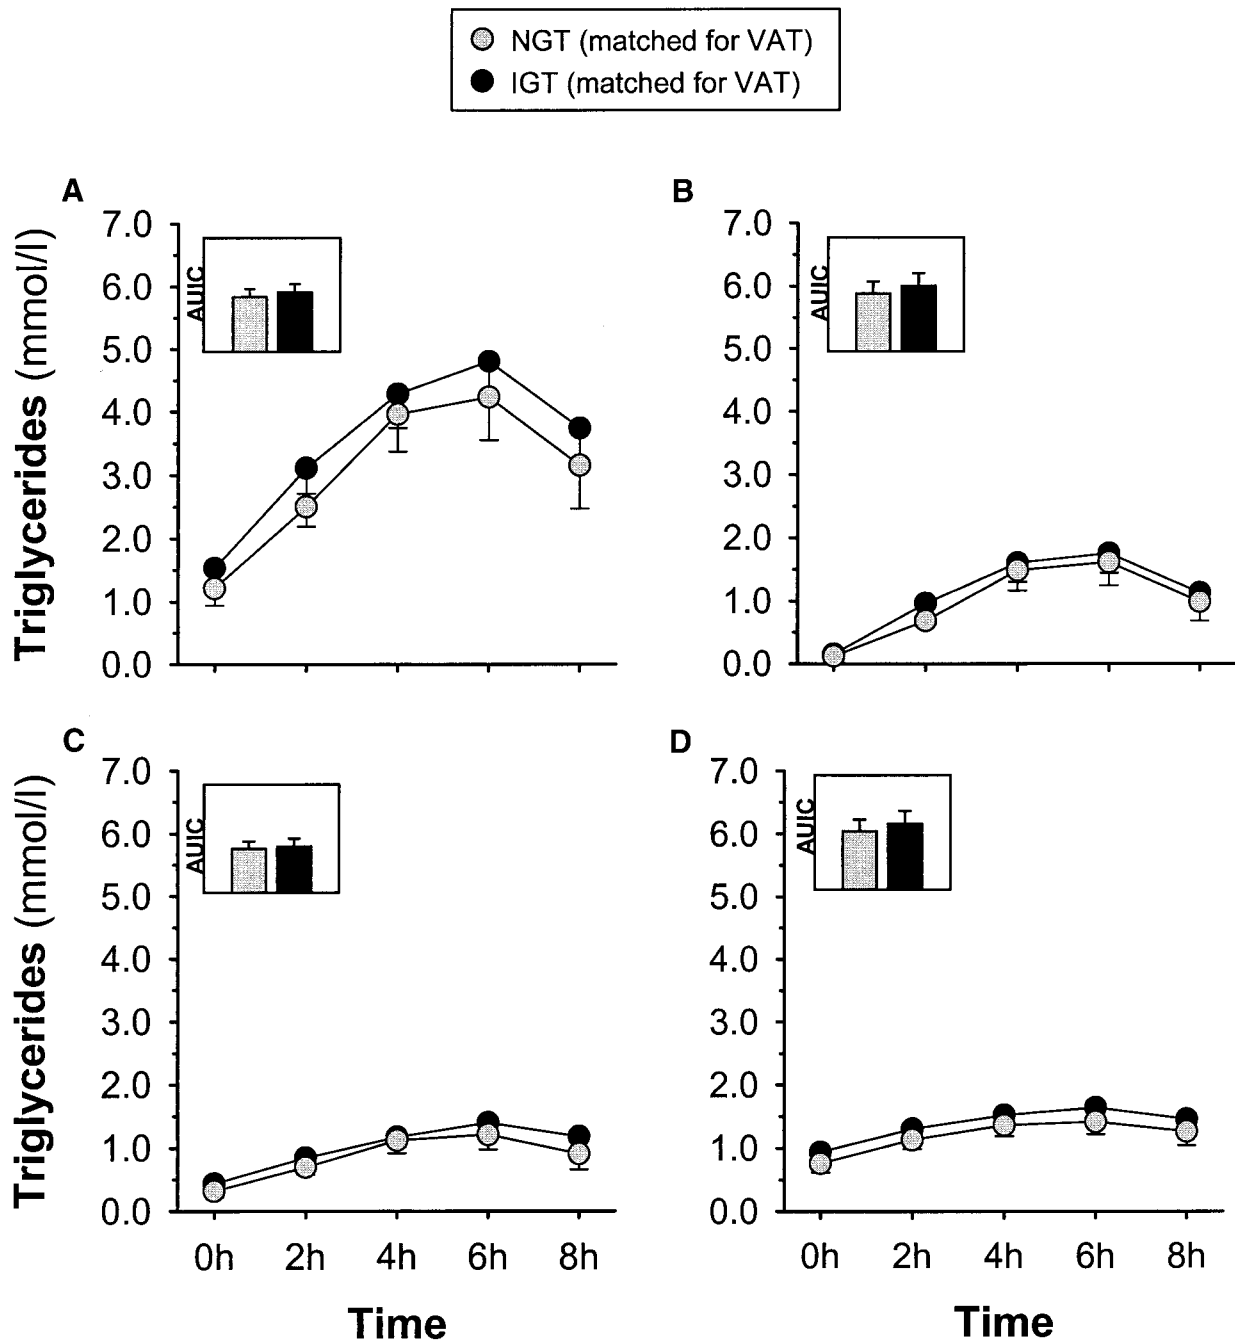 NGT (matched for VAT)
IGT (matched for VAT)
A
Triglycerides (mmol/l)
7.0
6.0
5.0
4.0
3.0
2.0
1.0
0.0
AUIC
B
7.0
6.0
5.0
4.0
3.0
2.0
1.0
0.0
AUIC
C
Triglycerides (mmol/l)
7.0
6.0
5.0
4.0
3.0
2.0
1.0
0.0
AUIC
0h 2h 4h 6h 8h
Time
D
7.0
6.0
5.0
4.0
3.0
2.0
1.0
0.0
AUIC
0h 2h 4h 6h 8h
Time